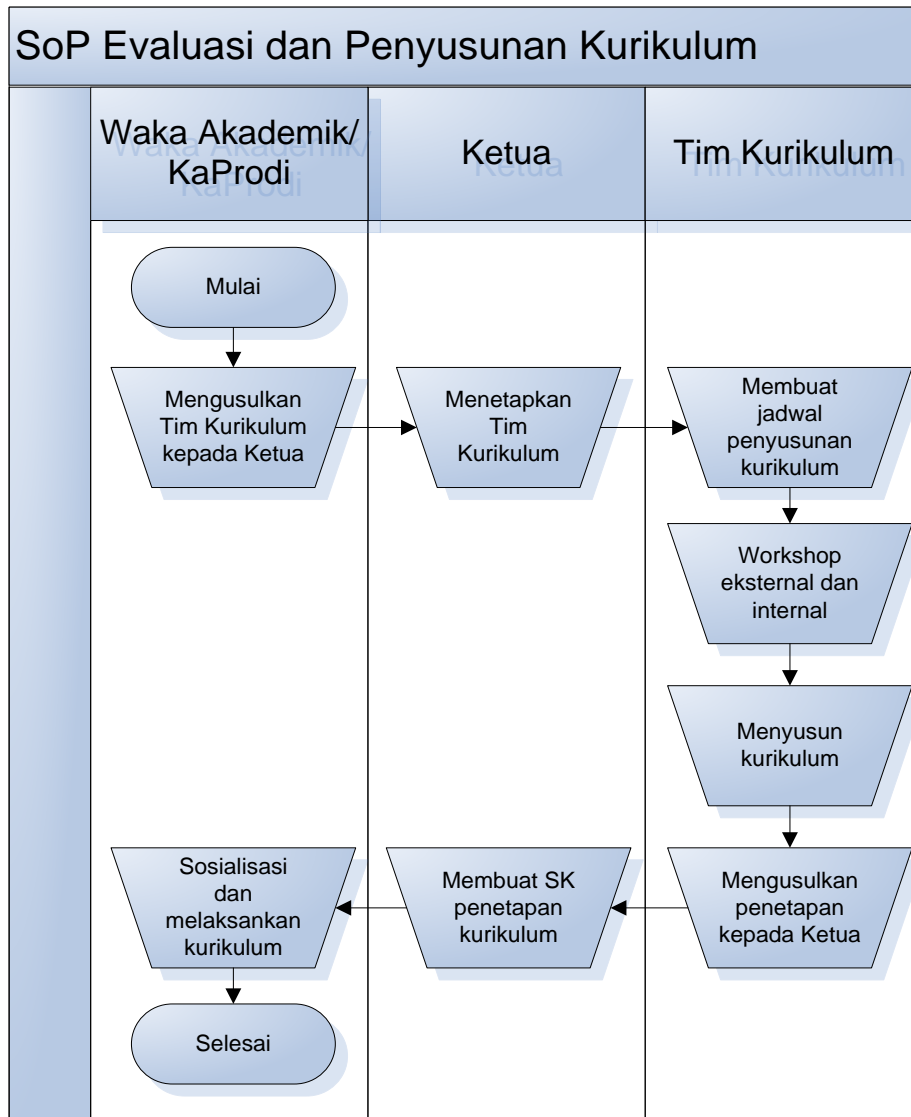 SoP Evaluasi dan Penyusunan Kurikulum
Waka Akademik/
KaProdi
Ketua
Tim Kurikulum
Mulai
Mengusulkan
Tim Kurikulum
kepada Ketua
Menetapkan
Tim
Kurikulum
Membuat
jadwal
penyusunan
kurikulum
Workshop
eksternal dan
internal
Menyusun
kurikulum
Mengusulkan
penetapan
kepada Ketua
Membuat SK
penetapan
kurikulum
Sosialisasi
dan
melaksankan
kurikulum
Selesai